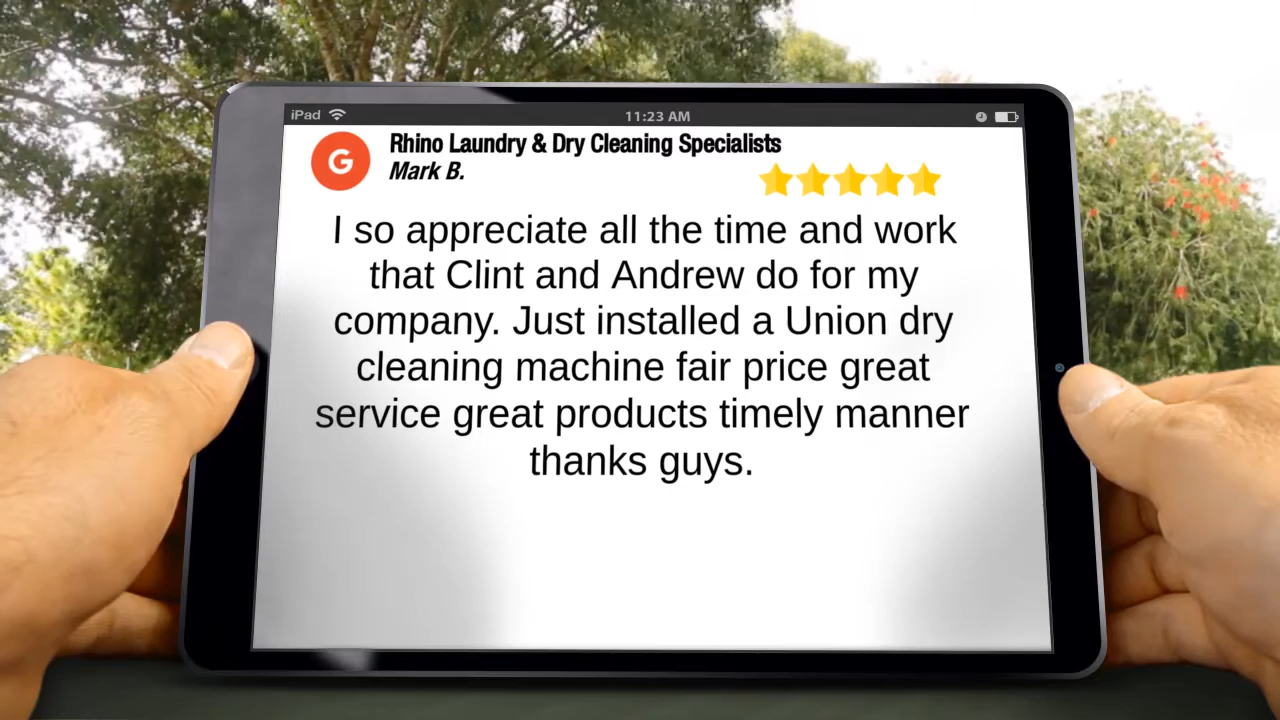 iPad
11:23 AM
G
Rhino Laundry & Dry Cleaning Specialists
Mark B.
I so appreciate all the time and work
that Clint and Andrew do for my
company. Just installed a Union dry
cleaning machine fair price great
service great products timely manner
thanks guys.